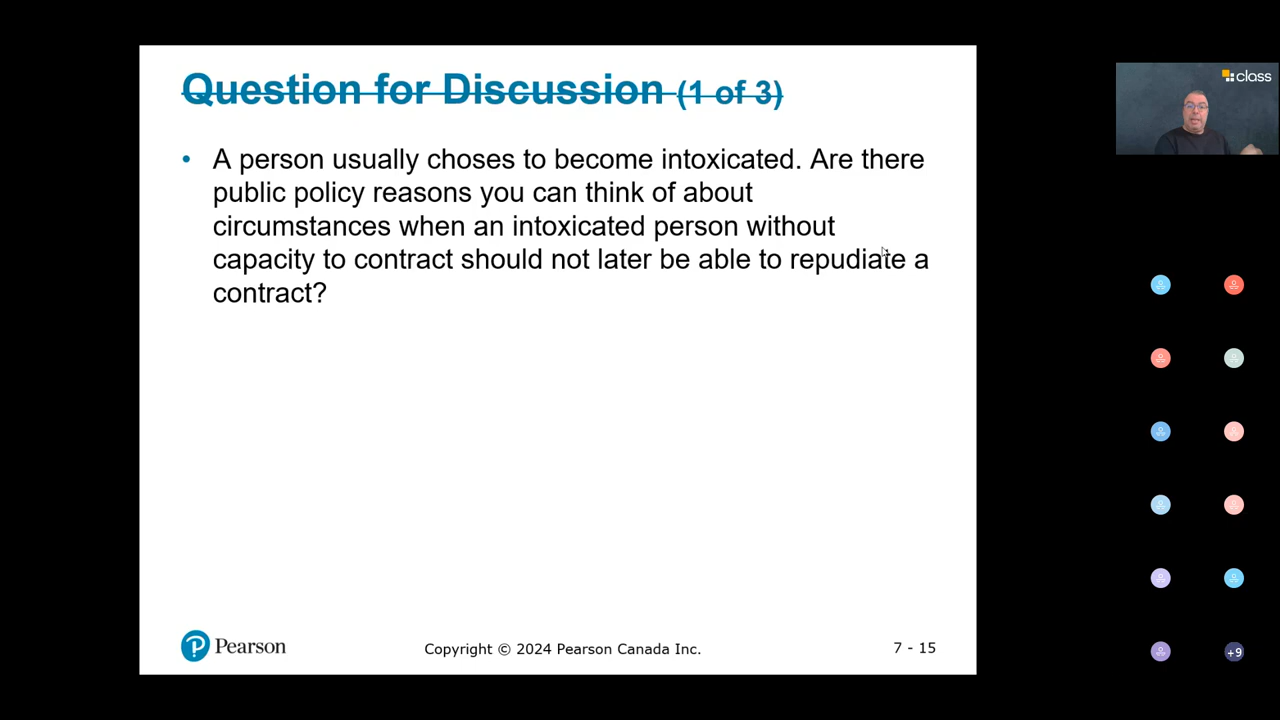 Question for Discussion (1 of 3)
• A person usually choses to become intoxicated. Are there
public policy reasons you can think of about
circumstances when an intoxicated person without
capacity to contract should not later be able to repudiate a
contract?
Pearson
Copyright © 2024 Pearson Canada Inc.
7 - 15
class
+9